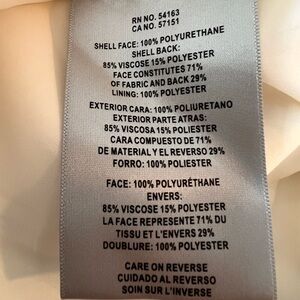 RN NO. 54163
CA NO. 57151
SHELL FACE: 100% POLYURETHANE
SHELL BACK:
85% VISCOSE 15% POLYESTER
FACE CONSTITUTES 71%
OF FABRIC AND BACK 29%
LINING: 100% POLYESTER
EXTERIOR CARA: 100% POLIURETANO
EXTERIOR PARTE ATRAS:
85% VISCOSA 15% POLIESTER
CARA COMPUESTO DE 71%
DE MATERIAL Y EL REVERSO 29%
FORRO: 100% POLIESTER
FACE: 100% POLYURÉTHANE
ENVERS:
85% VISCOSE 15% POLYESTER
LA FACE REPRESENTE 71% DU
TISSU ET L'ENVERS 29%
DOUBLURE: 100% POLYESTER
CARE ON REVERSE
CUIDADO AL REVERSO
SOIN SUR L'INVERSE